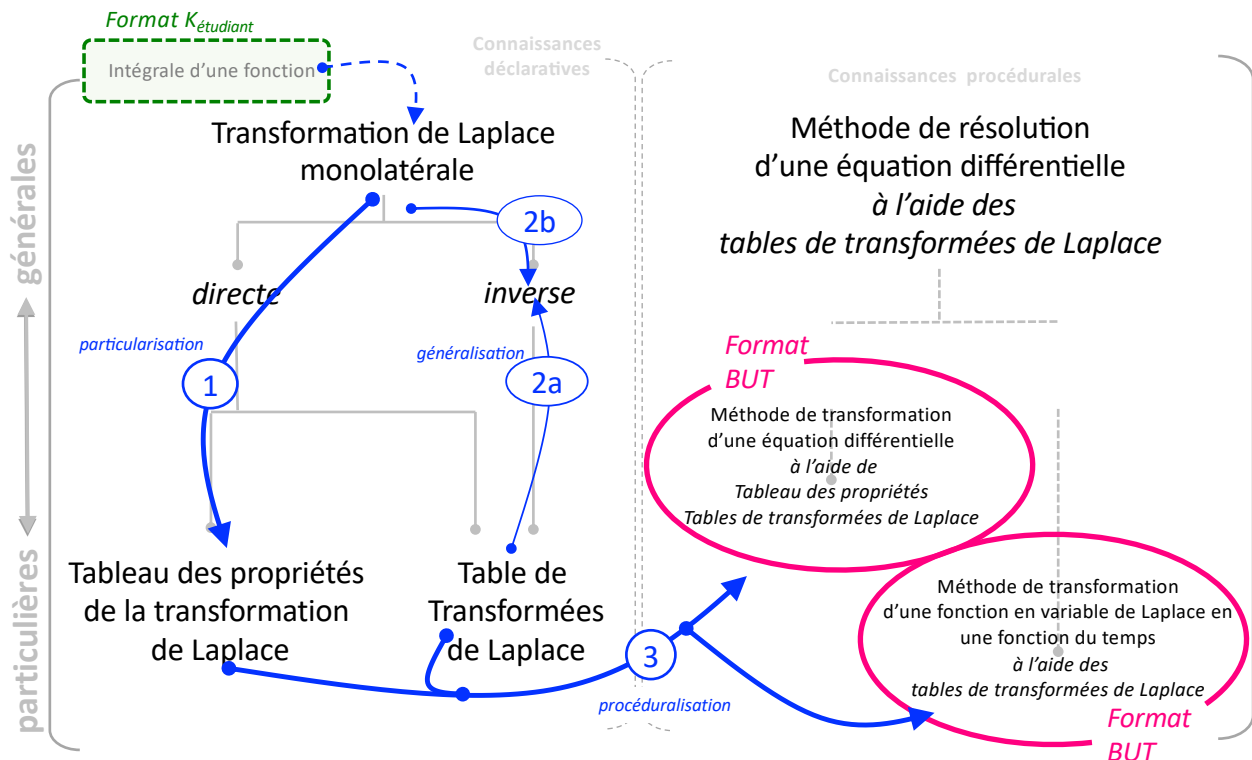 Format Kétudiant
Intégrale d'une fonction
Connaissances
déclaratives
Connaissances procédurales
générales
particulières
Transformation de Laplace
monolatérale
2b
directe
inverse
particularisation
1
généralisation
2a
Tableau des propriétés
de la transformation
de Laplace
Table de
Transformées
de Laplace
3
procéduralisation
Méthode de résolution
d'une équation différentielle
à l'aide des
tables de transformées de Laplace
Format
BUT
Méthode de transformation
d'une équation différentielle
à l'aide de
Tableau des propriétés
Tables de transformées de Laplace
Méthode de transformation
d'une fonction en variable de Laplace en
une fonction du temps
à l'aide des
tables de transformées de Laplace
Format
BUT